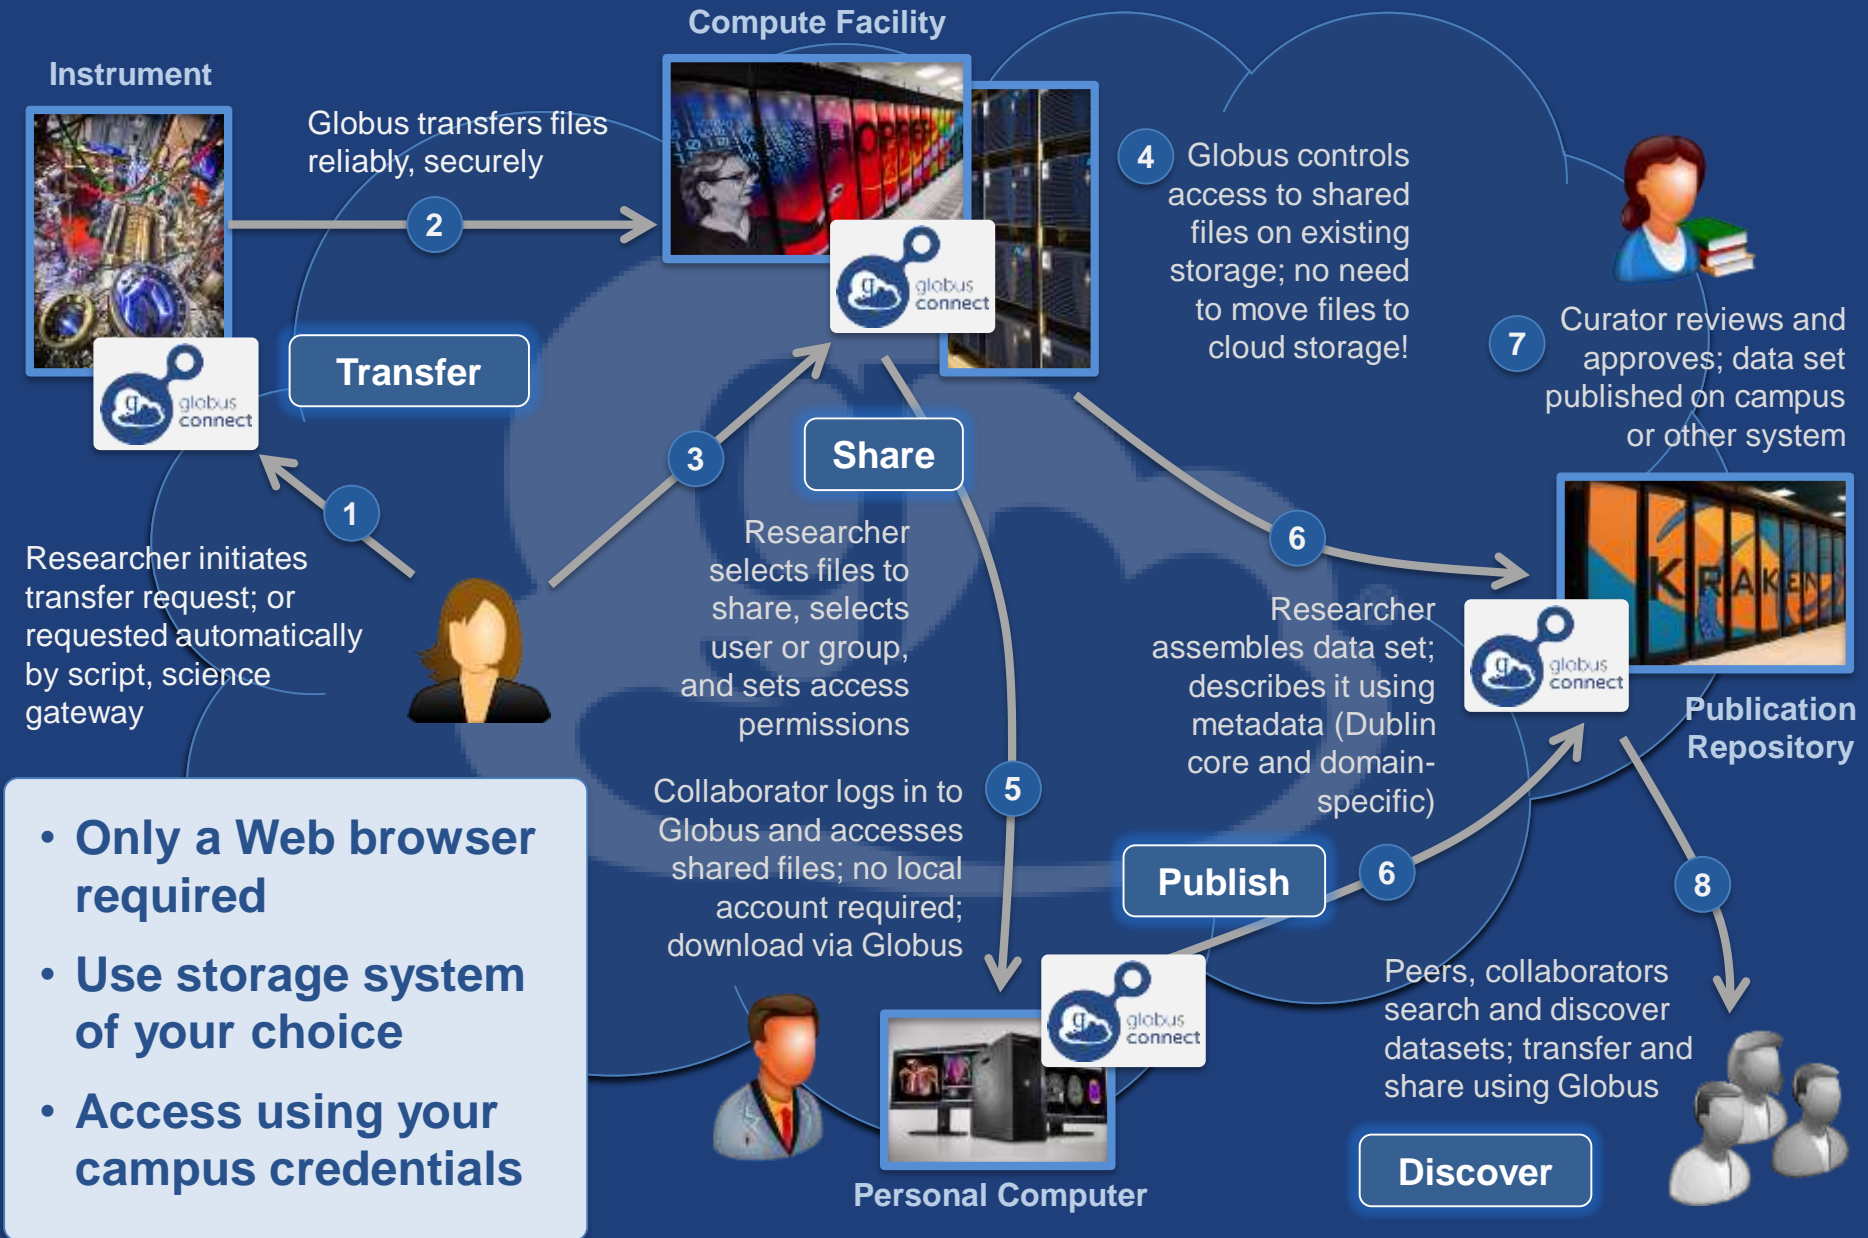 Compute Facility
Instrument
Globus transfers files
reliably, securely
2
globus
connect
Transfer
globus
connect
4
Globus controls
access to shared
files on existing
storage; no need
to move files to
cloud storage!
7
Curator reviews and
approves; data set
published on campus
or other system
3
Share
1
Researcher initiates
transfer request; or
requested automatically
by script, science
gateway
Researcher
selects files to
share, selects
user or group,
and sets access
permissions
6
KRAKEN
globus
connect
Publication
Repository
Researcher
assembles data set;
describes it using
metadata (Dublin
core and domain-
specific)
5
Collaborator logs in to
Globus and accesses
shared files; no local
account required;
download via Globus
Publish
6
8
• Only a Web browser
required
• Use storage system
of your choice
• Access using your
campus credentials
globus
connect
Personal Computer
Peers, collaborators
search and discover
datasets; transfer and
share using Globus
Discover